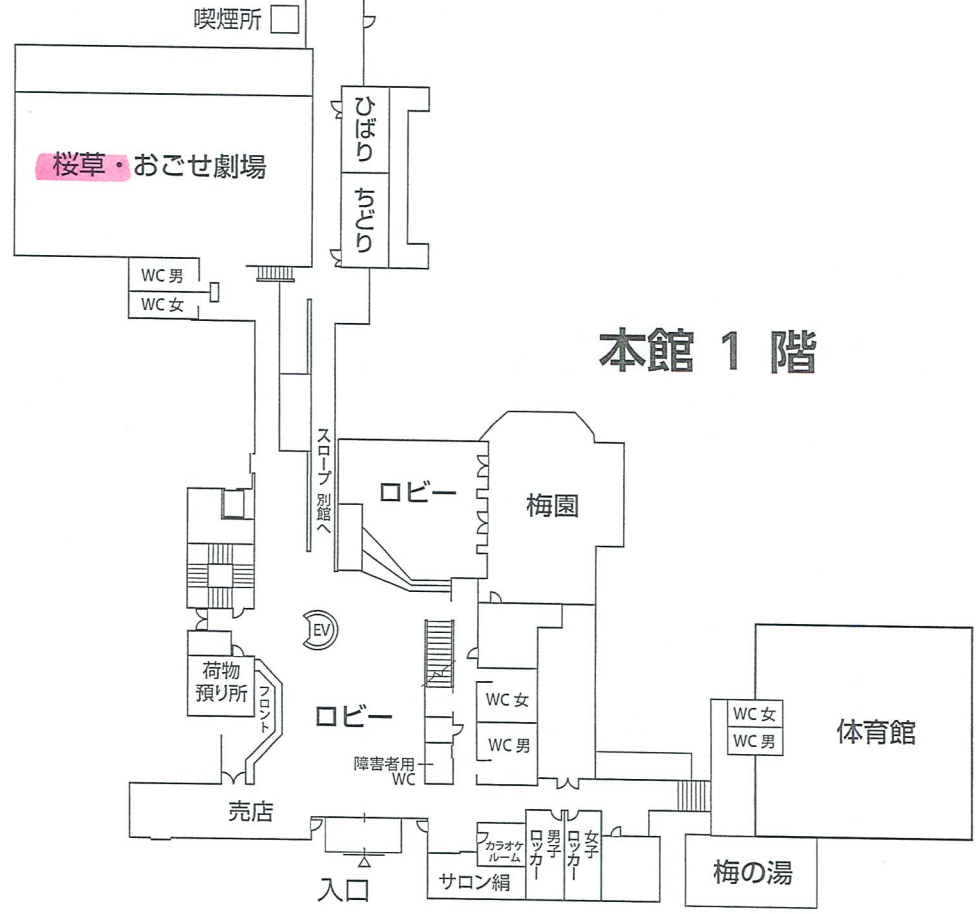 喫煙所
桜草・おごせ劇場
ひばり
ちどり
WC 男
WC 女
本館 1 階
スロープ 別館へ
ロビー
梅園
EV
荷物
預り所
フロント
ロビー
WC 女
WC 男
障害者用
WC
WC 女
WC 男
体育館
売店
カラオケ
ルーム
男子
ロッカー
女子
ロッカー
サロン絹
梅の湯
入口